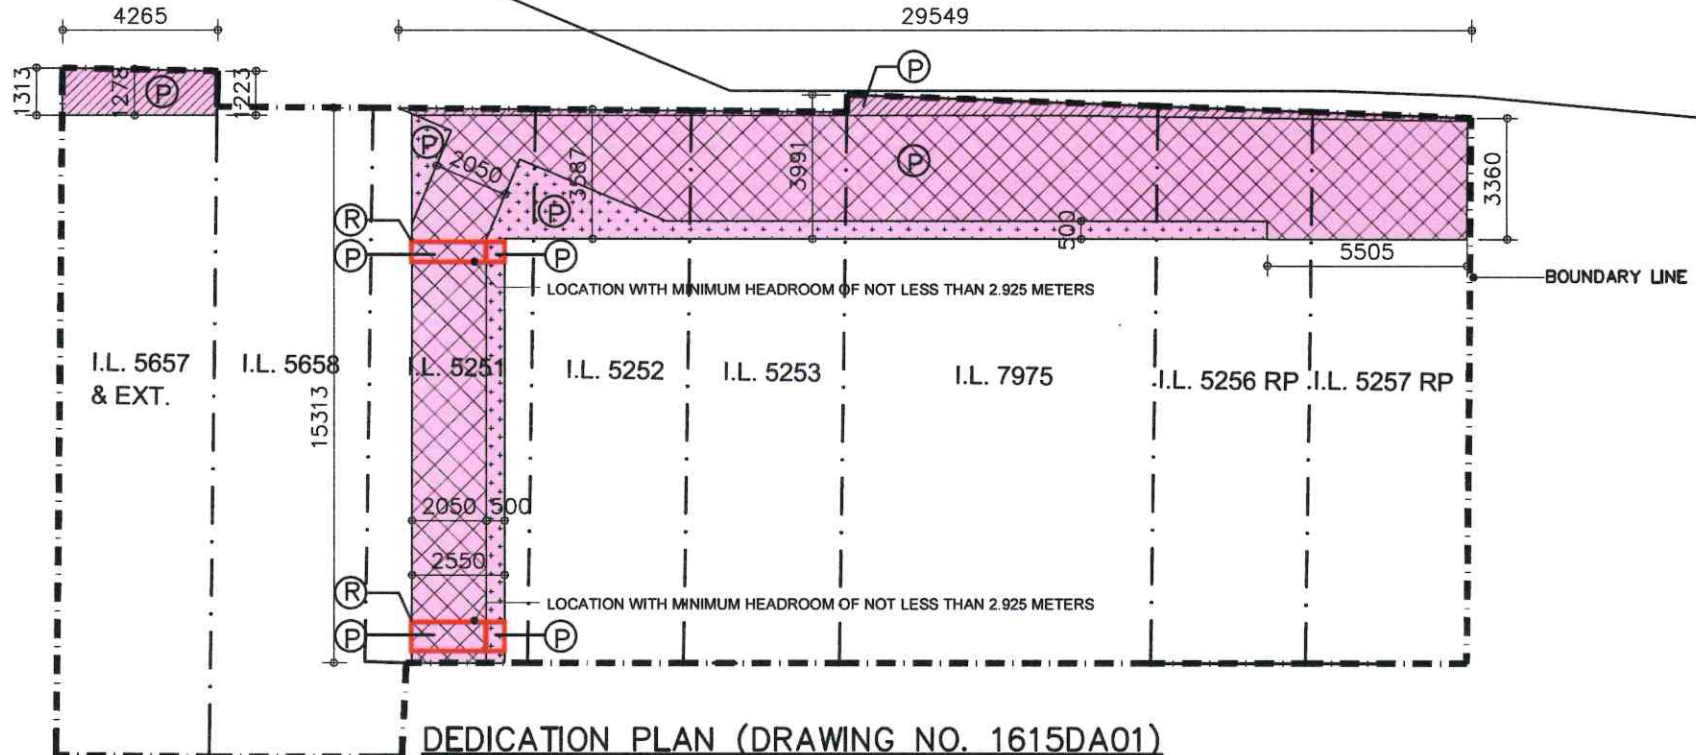 4265
29549
1313
1278
P
1223
P
P
2050
3587
3991
P
3360
P
R
500
P
P
5505
BOUNDARY LINE
LOCATION WITH MINIMUM HEADROOM OF NOT LESS THAN 2.925 METERS
I.L. 5657
& EXT.
I.L. 5658
I.L. 5251
I.L. 5252
I.L. 5253
I.L. 7975
I.L. 5256 RP
I.L. 5257 RP
15313
2050
500
2550
R
LOCATION WITH MINIMUM HEADROOM OF NOT LESS THAN 2.925 METERS
P
P
DEDICATION PLAN (DRAWING NO. 1615DA01)